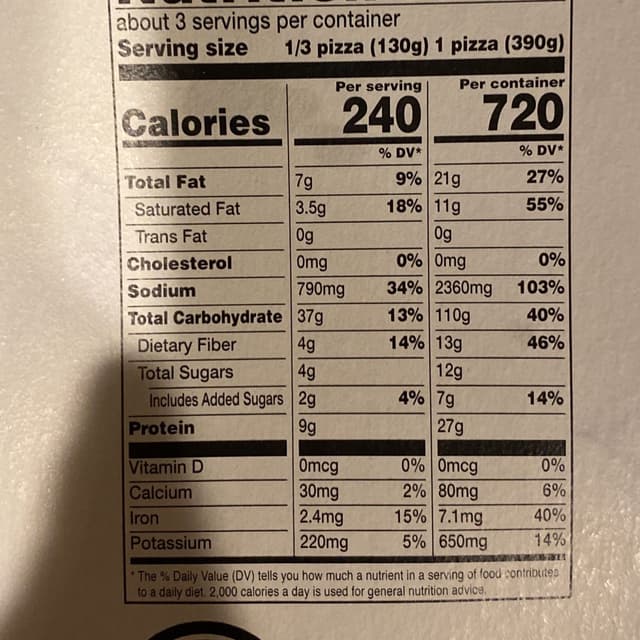 about 3 servings per container
Serving size 1/3 pizza (130g) 1 pizza (390g)
Per serving Per container
Calories 240 720
% DV* % DV*
Total Fat 7g 9% 21g 27%
Saturated Fat 3.5g 18% 11g 55%
Trans Fat 0g 0g
Cholesterol 0mg 0% 0mg 0%
Sodium 790mg 34% 2360mg 103%
Total Carbohydrate 37g 13% 110g 40%
Dietary Fiber 4g 14% 13g 46%
Total Sugars 4g 12g
Includes Added Sugars 2g 4% 7g 14%
Protein 9g 27g
Vitamin D 0mcg 0% 0mcg 0%
Calcium 30mg 2% 80mg 6%
Iron 2.4mg 15% 7.1mg 40%
Potassium 220mg 5% 650mg 14%
* The % Daily Value (DV) tells you how much a nutrient in a serving of food contributes
to a daily diet. 2,000 calories a day is used for general nutrition advice.